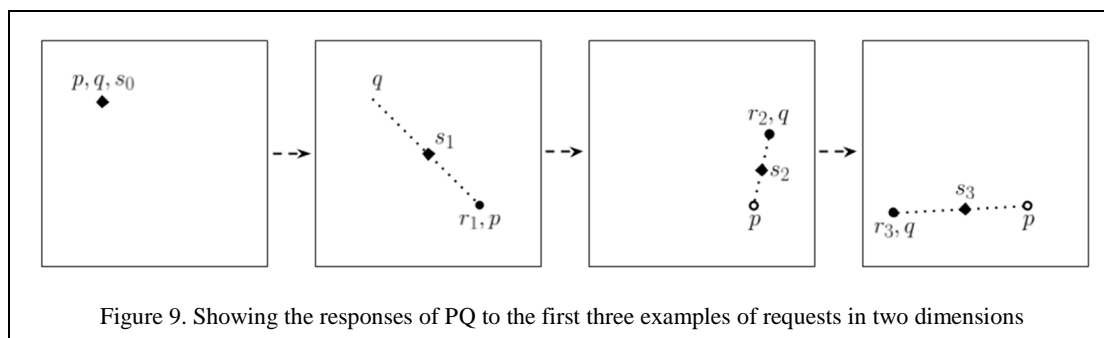 p, q, s₀
q
s₁
r₁, p
r₂, q
s₂
p
s₃
r₃, q
p
Figure 9. Showing the responses of PQ to the first three examples of requests in two dimensions